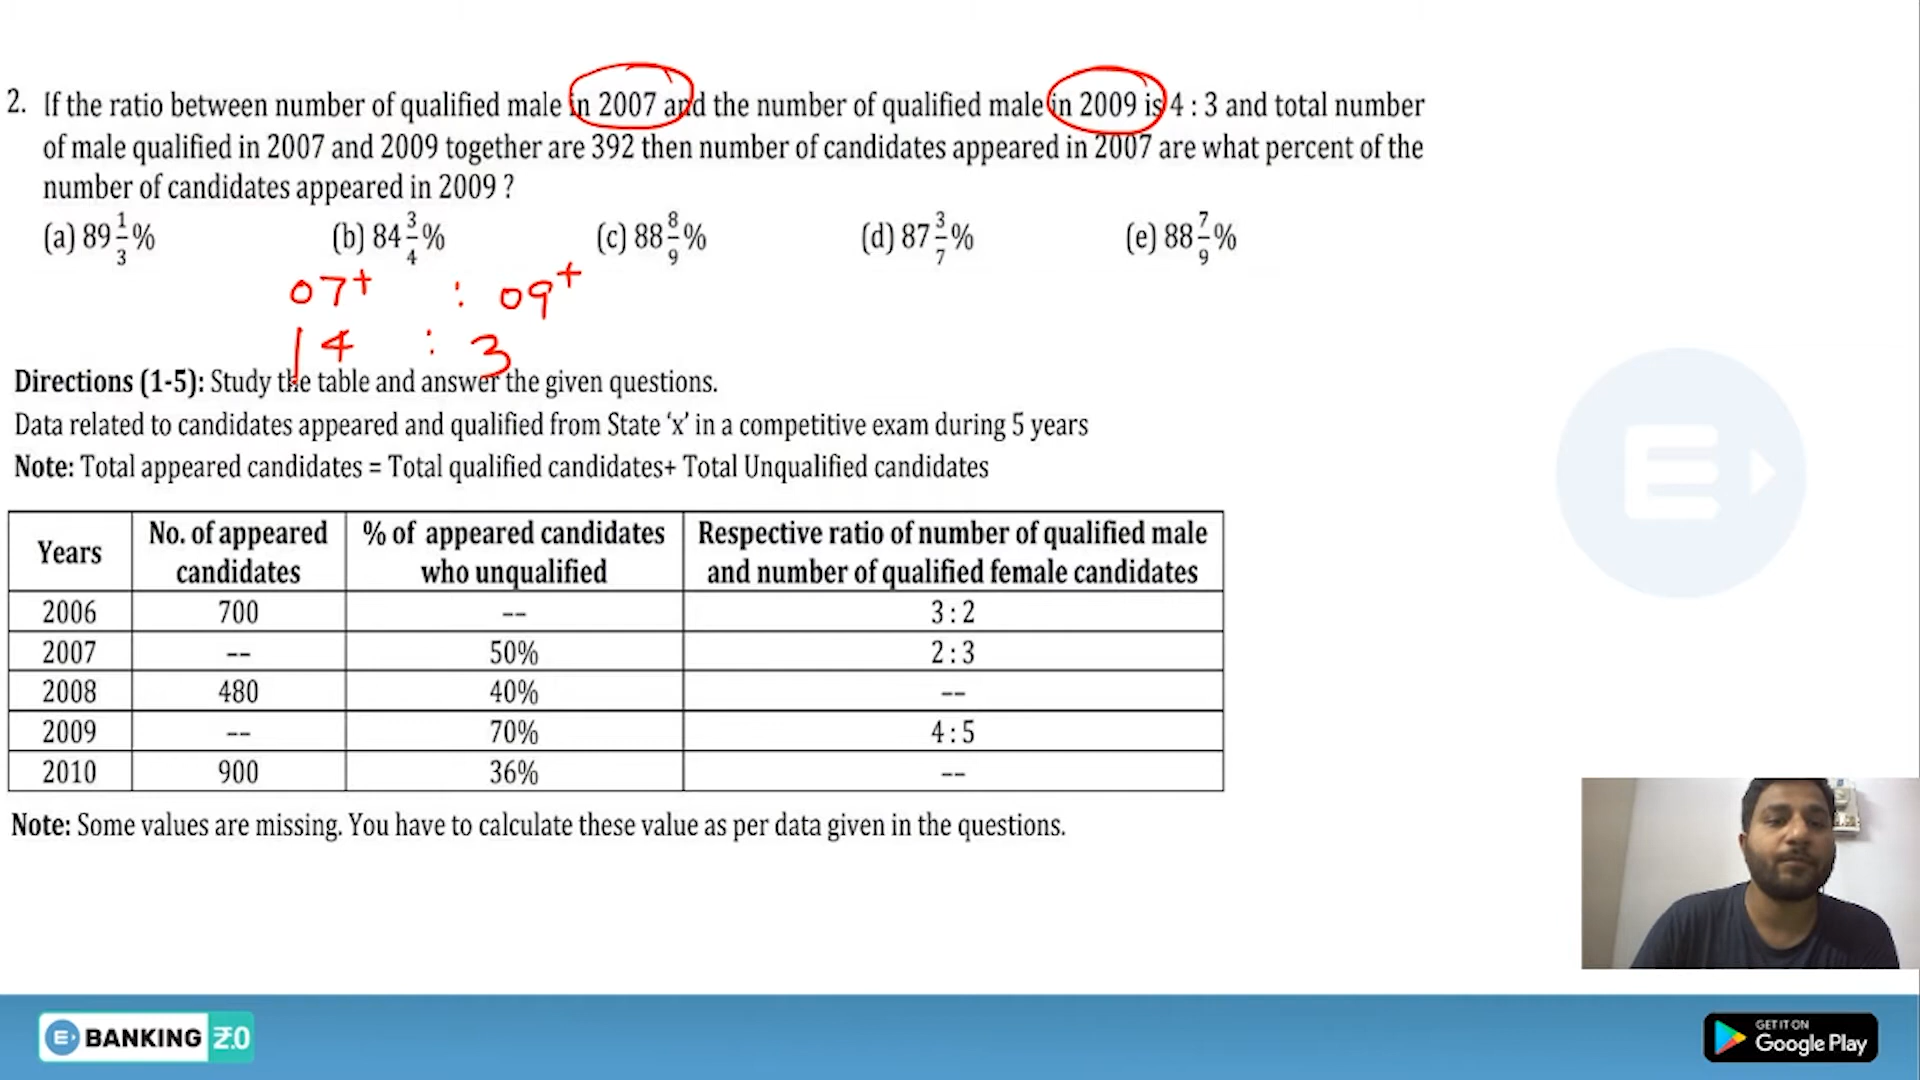 2. If the ratio between number of qualified male in 2007 and the number of qualified male in 2009 is 4 : 3 and total number
of male qualified in 2007 and 2009 together are 392 then number of candidates appeared in 2007 are what percent of the
number of candidates appeared in 2009 ?
(a) 89 1/3 % (b) 84 3/4 % (c) 88 8/9 % (d) 87 3/7 % (e) 88 7/9 %
07+ : 09+
4 : 3
Directions (1-5): Study the table and answer the given questions.
Data related to candidates appeared and qualified from State ‘x’ in a competitive exam during 5 years
Note: Total appeared candidates = Total qualified candidates+ Total Unqualified candidates
Years No. of appeared candidates % of appeared candidates who unqualified Respective ratio of number of qualified male and number of qualified female candidates
2006 700 -- 3 : 2
2007 -- 50% 2 : 3
2008 480 40% --
2009 -- 70% 4 : 5
2010 900 36% --
Note: Some values are missing. You have to calculate these value as per data given in the questions.
E BANKING ₹2.0
GET IT ON
Google Play